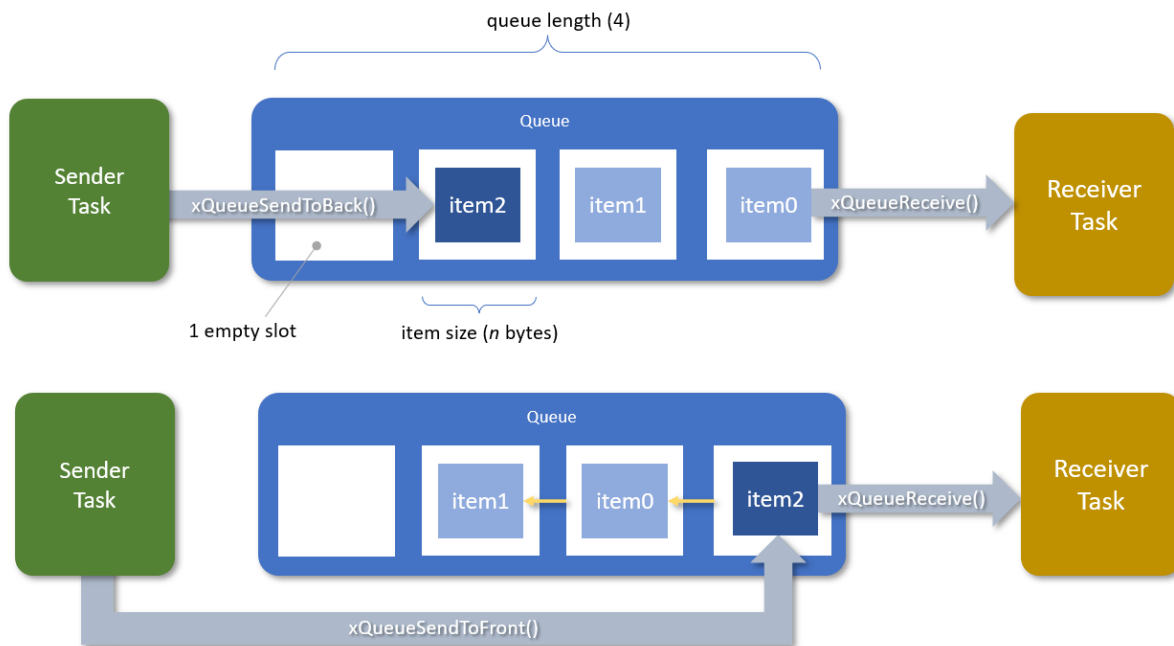 queue length (4)
Queue
Sender
Task
xQueueSendToBack()
item2
item1
item0
xQueueReceive()
Receiver
Task
1 empty slot
item size (n bytes)
Queue
Sender
Task
item1
item0
item2
xQueueReceive()
Receiver
Task
xQueueSendToFront()